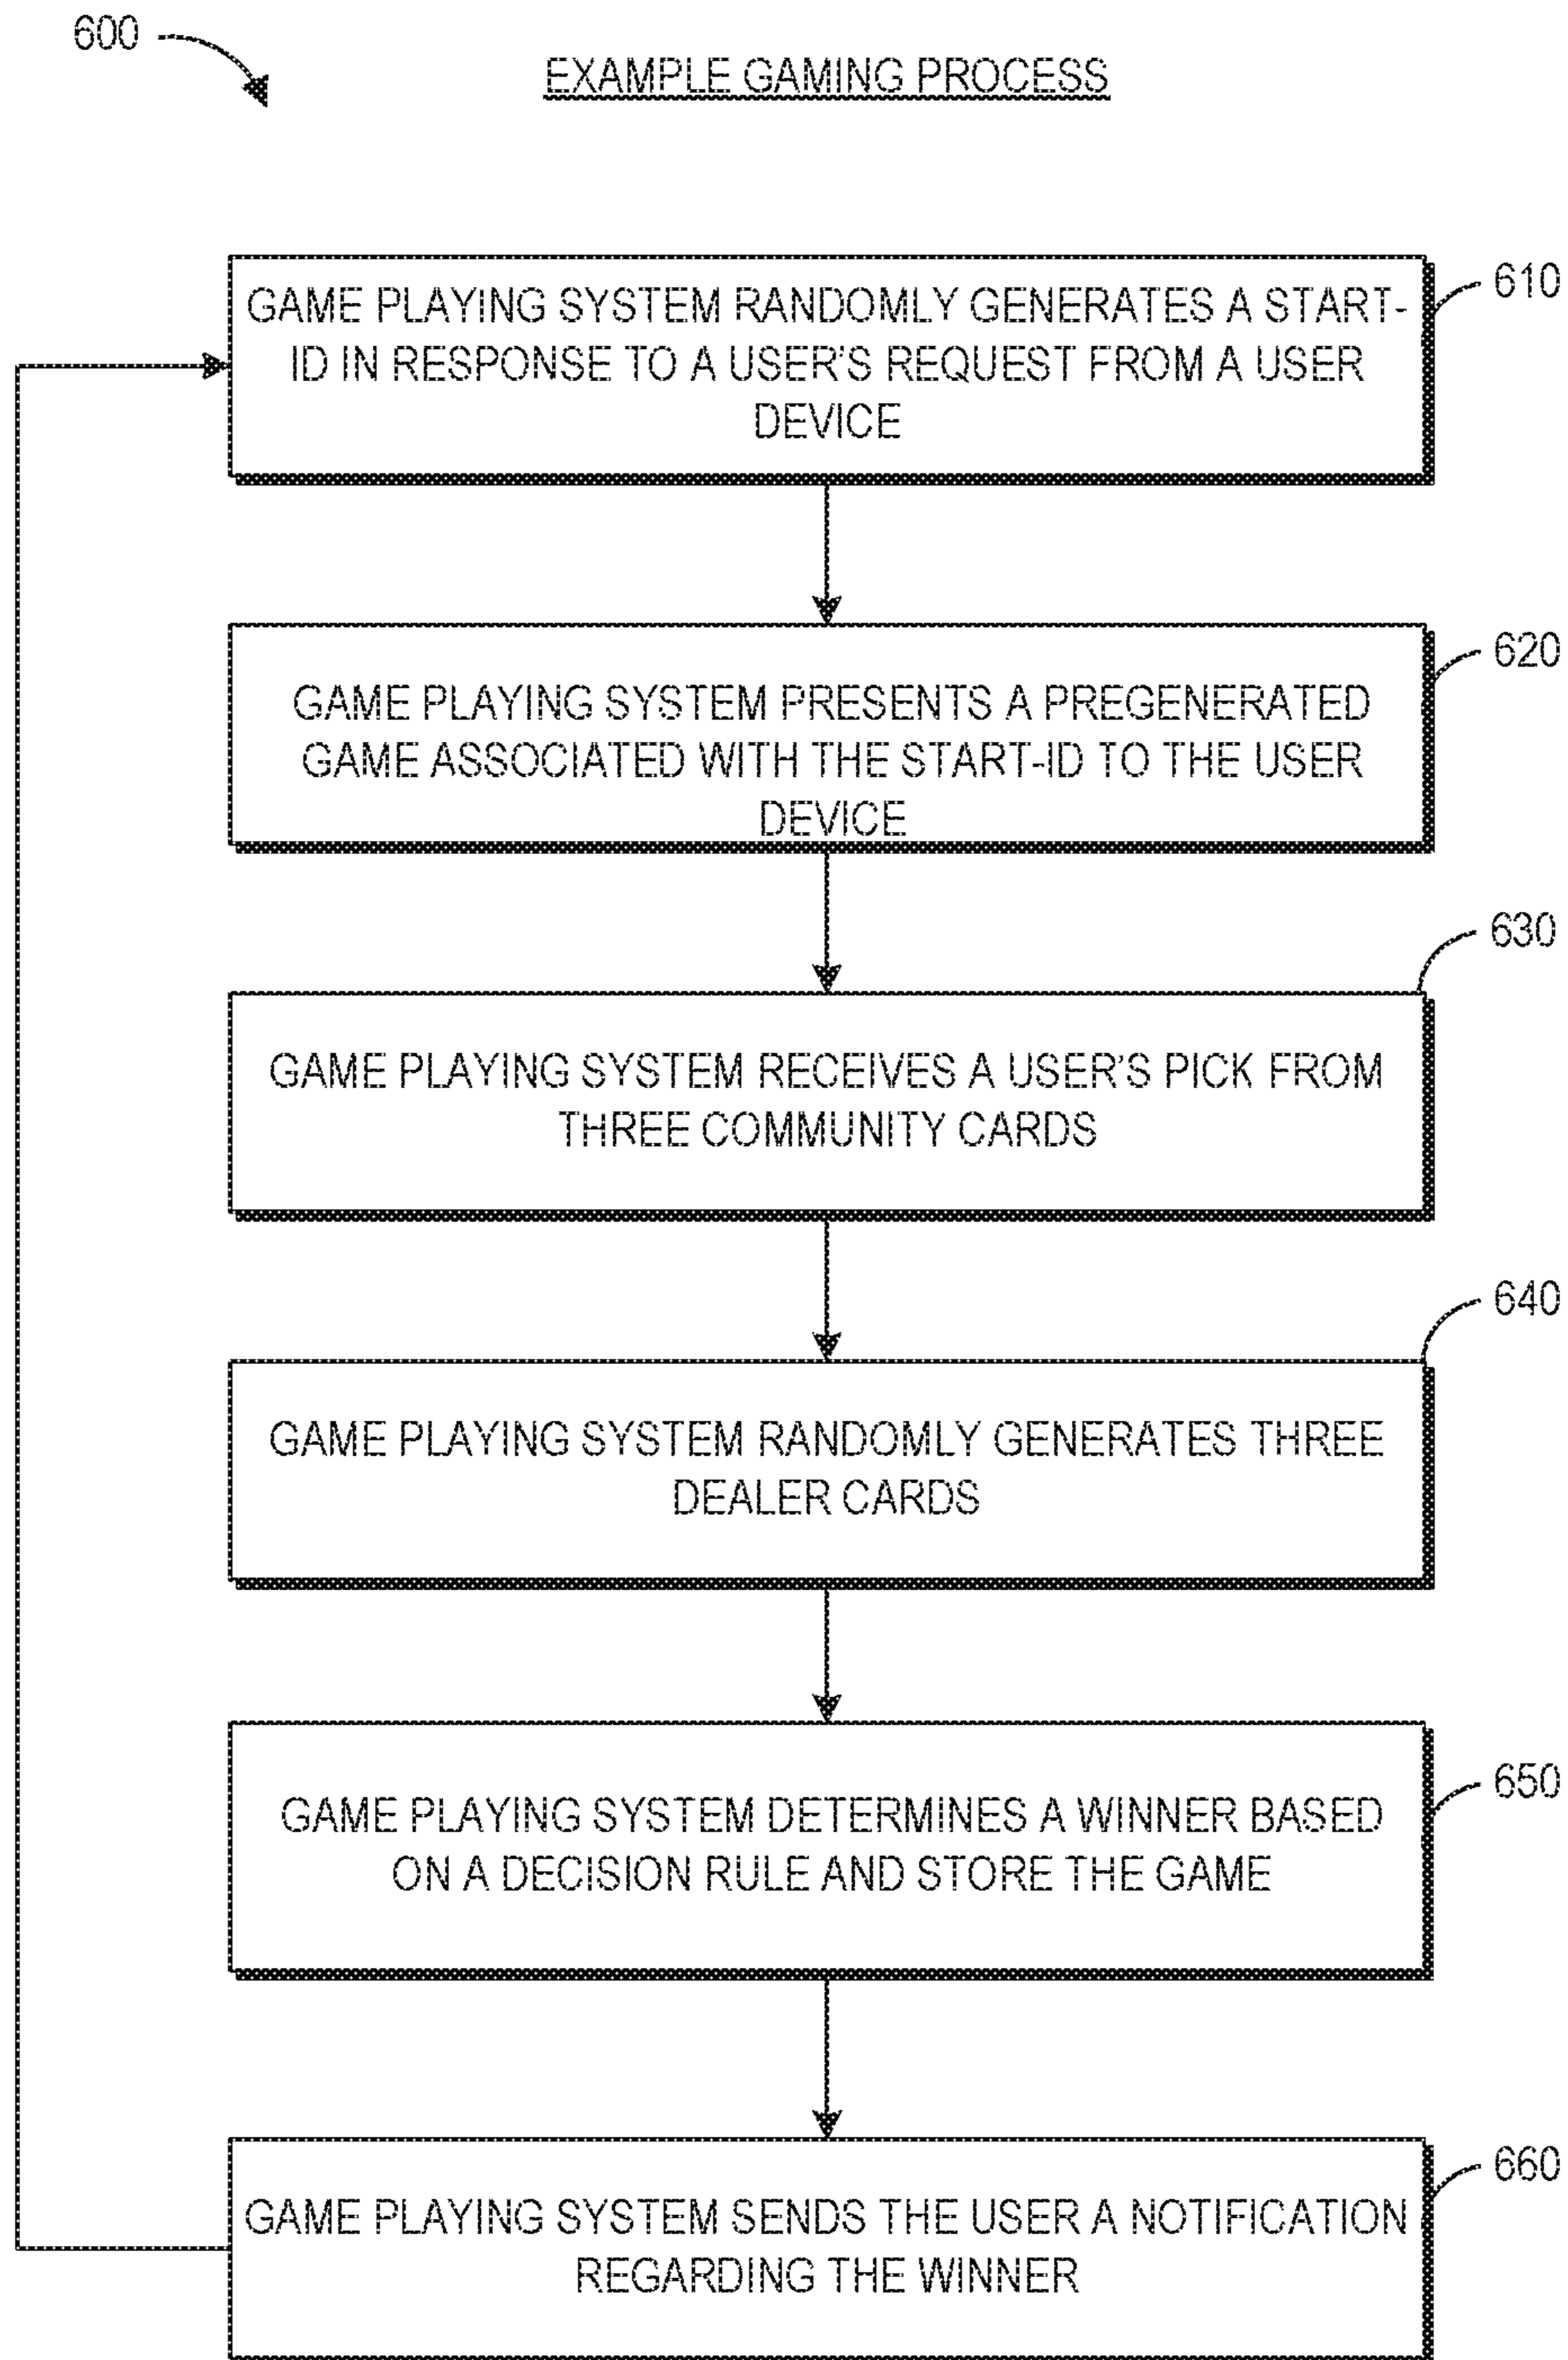 600
EXAMPLE GAMING PROCESS
610
GAME PLAYING SYSTEM RANDOMLY GENERATES A START-
ID IN RESPONSE TO A USER'S REQUEST FROM A USER
DEVICE
620
GAME PLAYING SYSTEM PRESENTS A PREGENERATED
GAME ASSOCIATED WITH THE START-ID TO THE USER
DEVICE
630
GAME PLAYING SYSTEM RECEIVES A USER'S PICK FROM
THREE COMMUNITY CARDS
640
GAME PLAYING SYSTEM RANDOMLY GENERATES THREE
DEALER CARDS
650
GAME PLAYING SYSTEM DETERMINES A WINNER BASED
ON A DECISION RULE AND STORE THE GAME
660
GAME PLAYING SYSTEM SENDS THE USER A NOTIFICATION
REGARDING THE WINNER